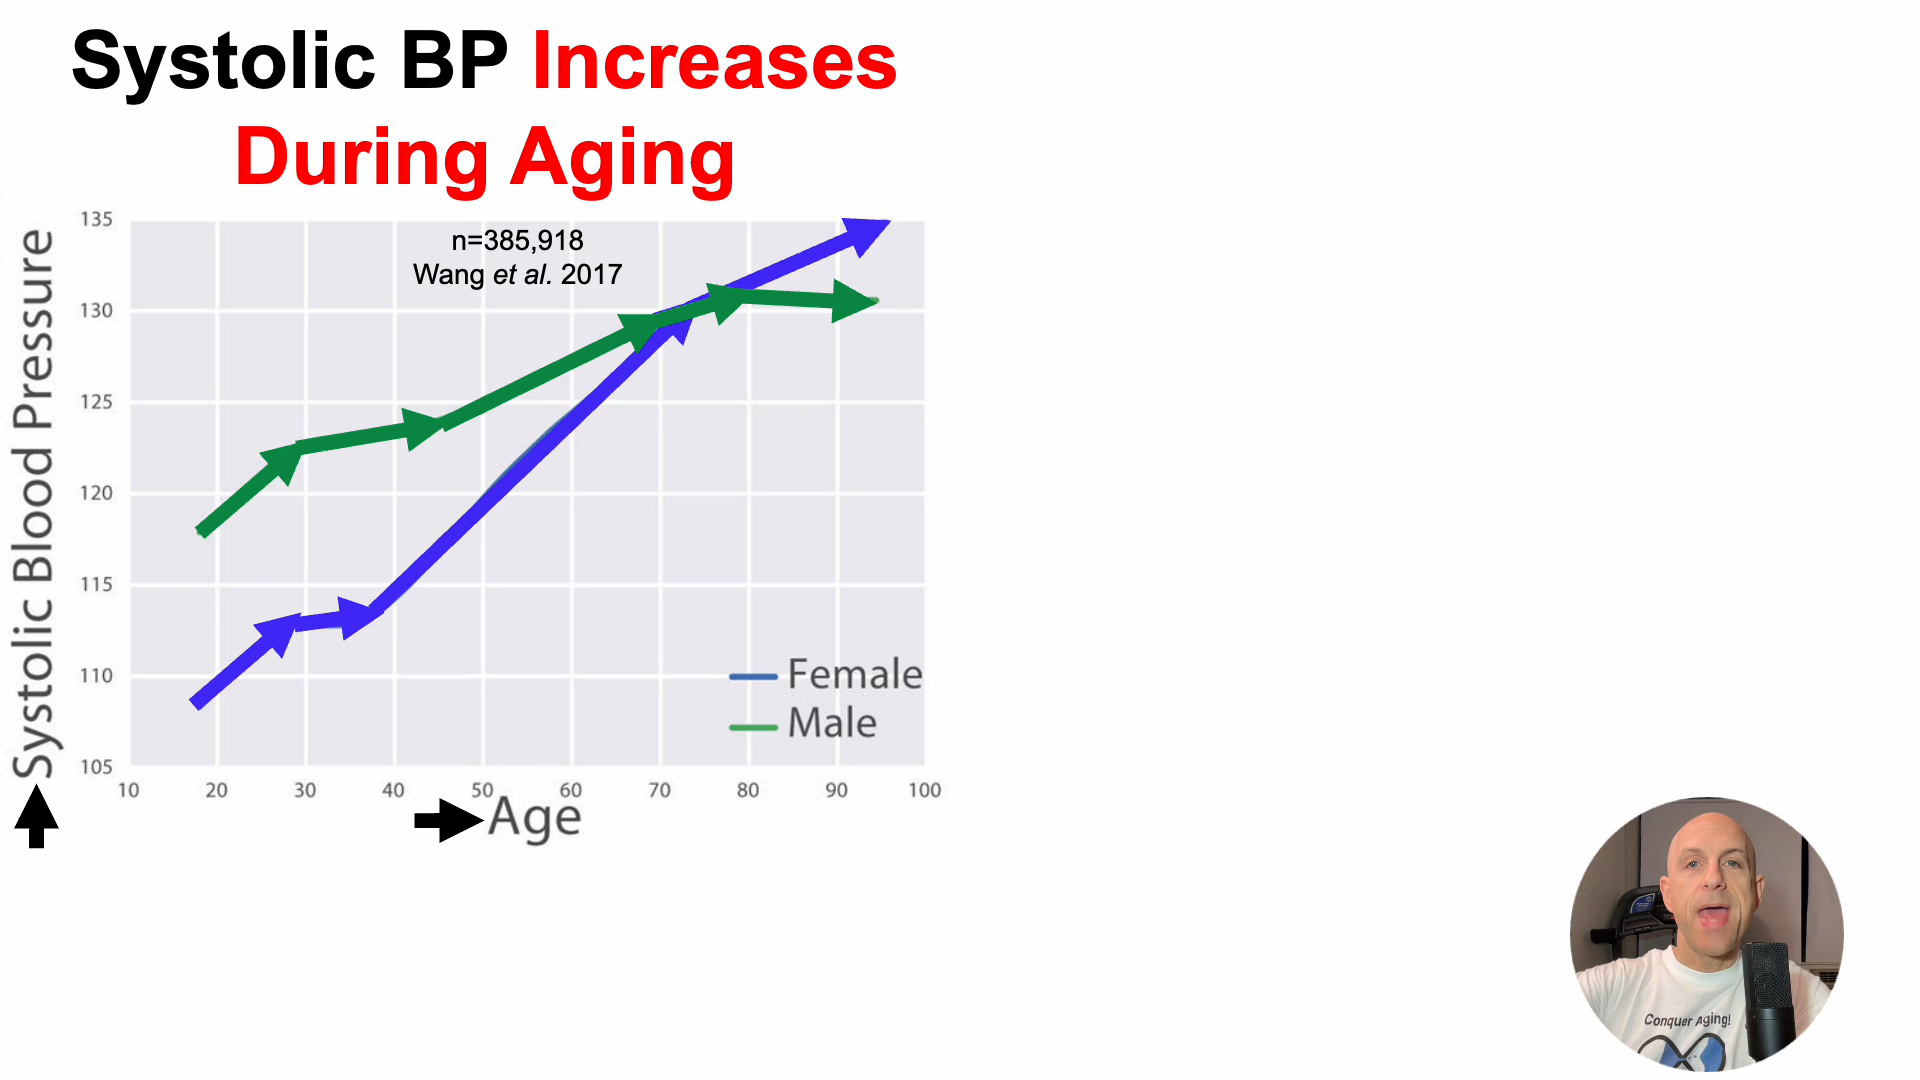 Systolic BP Increases
During Aging
n=385,918
Wang et al. 2017
Systolic Blood Pressure
135
130
125
120
115
110
105
10 20 30 40 50 60 70 80 90 100
Age
Female
Male
Conquer Aging!